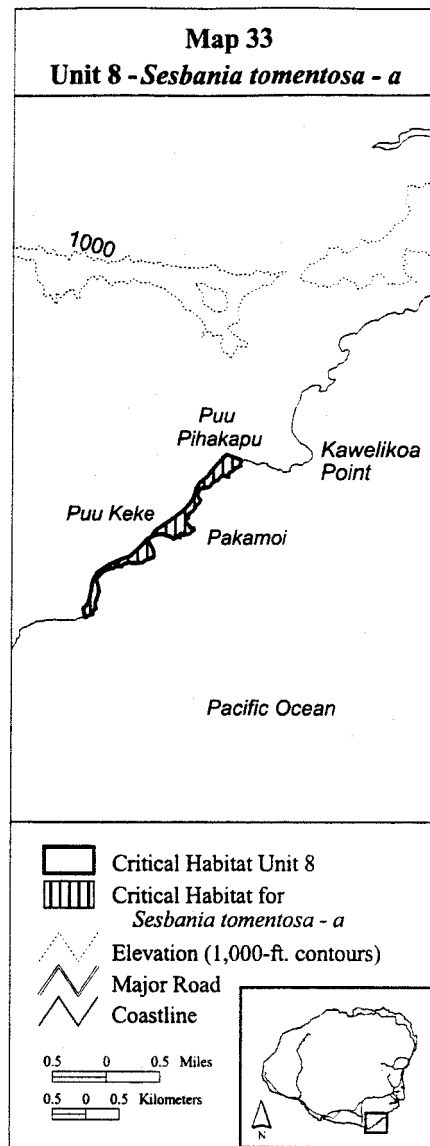 Map 33
Unit 8 - Sesbania tomentosa - a
1000
Puu
Pihakapu
Kawelikoa
Point
Puu Keke
Pakamoi
Pacific Ocean
Critical Habitat Unit 8
Critical Habitat for
Sesbania tomentosa - a
Elevation (1,000-ft. contours)
Major Road
Coastline
0.5 0 0.5 Miles
0.5 0 0.5 Kilometers
N